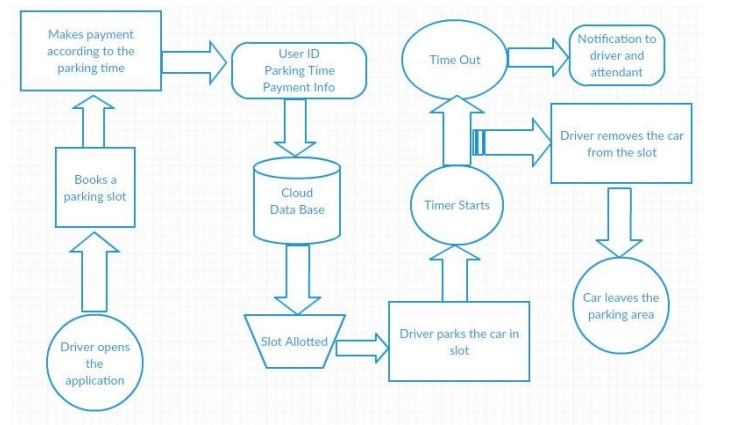 Makes payment
according to the
parking time
User ID
Parking Time
Payment Info
Time Out
Notification to
driver and
attendant
Books a
parking slot
Cloud
Data Base
Timer Starts
Driver removes the car
from the slot
Driver opens
the
application
Slot Allotted
Driver parks the car in
slot
Car leaves the
parking area